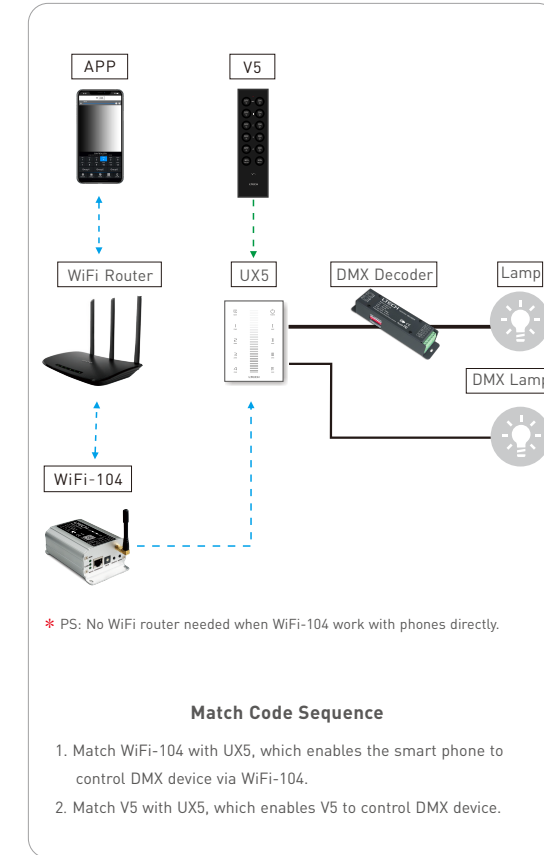 APP
V5
WiFi Router
UX5
DMX Decoder
Lamp
DMX Lamp
WiFi-104
* PS: No WiFi router needed when WiFi-104 work with phones directly.
Match Code Sequence
1. Match WiFi-104 with UX5, which enables the smart phone to
control DMX device via WiFi-104.
2. Match V5 with UX5, which enables V5 to control DMX device.